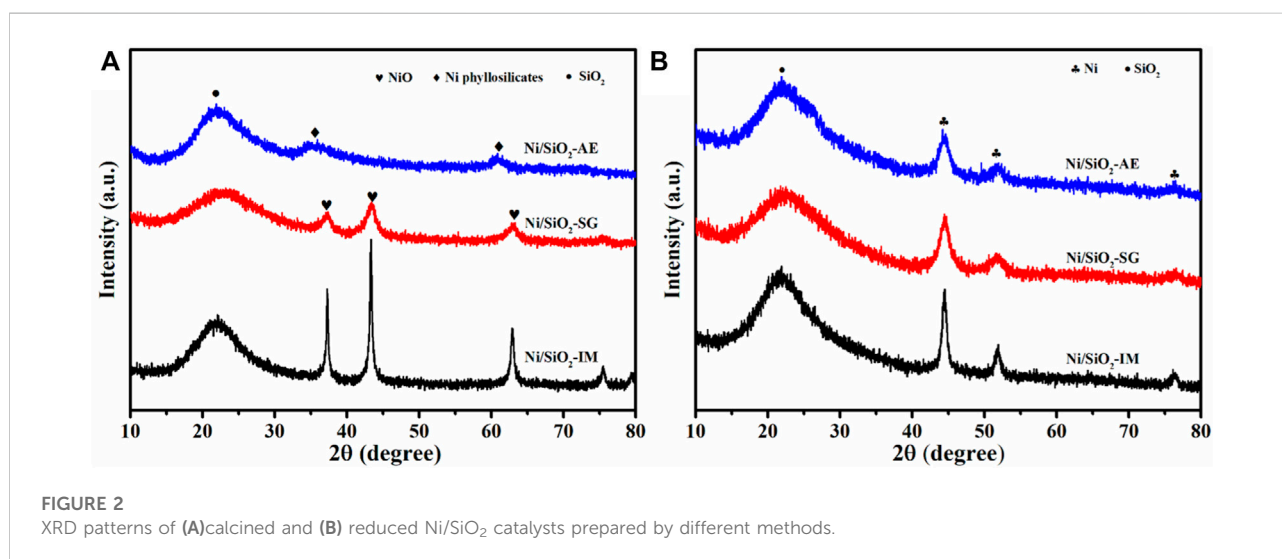 A
♥ NiO ♦ Ni phyllosilicates ● SiO₂
Ni/SiO₂-AE
Ni/SiO₂-SG
Ni/SiO₂-IM
Intensity (a.u.)
10 20 30 40 50 60 70 80
2θ (degree)
B
♣ Ni ● SiO₂
Ni/SiO₂-AE
Ni/SiO₂-SG
Ni/SiO₂-IM
Intensity (a.u.)
10 20 30 40 50 60 70 80
2θ (degree)
FIGURE 2
XRD patterns of (A)calcined and (B) reduced Ni/SiO₂ catalysts prepared by different methods.